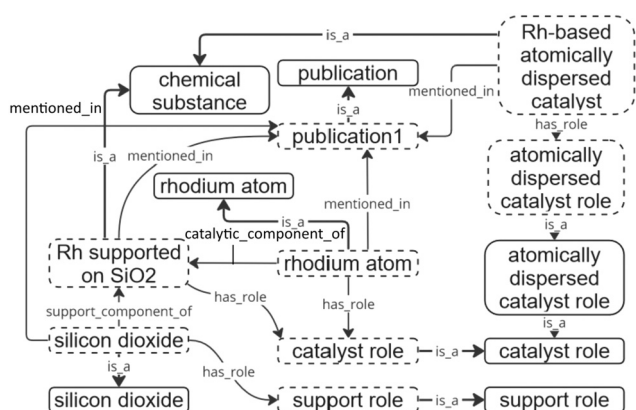 is_a
Rh-based
atomically
dispersed
catalyst
chemical
substance
publication
mentioned_in
mentioned_in
is_a
publication1
has_role
is_a
mentioned_in
atomically
dispersed
catalyst role
rhodium atom
mentioned_in
is_a
catalytic_component_of
is_a
Rh supported
on SiO2
rhodium atom
atomically
dispersed
catalyst role
has_role
has_role
support_component_of
is_a
silicon dioxide
catalyst role
is_a
catalyst role
is_a
has_role
silicon dioxide
support role
is_a
support role